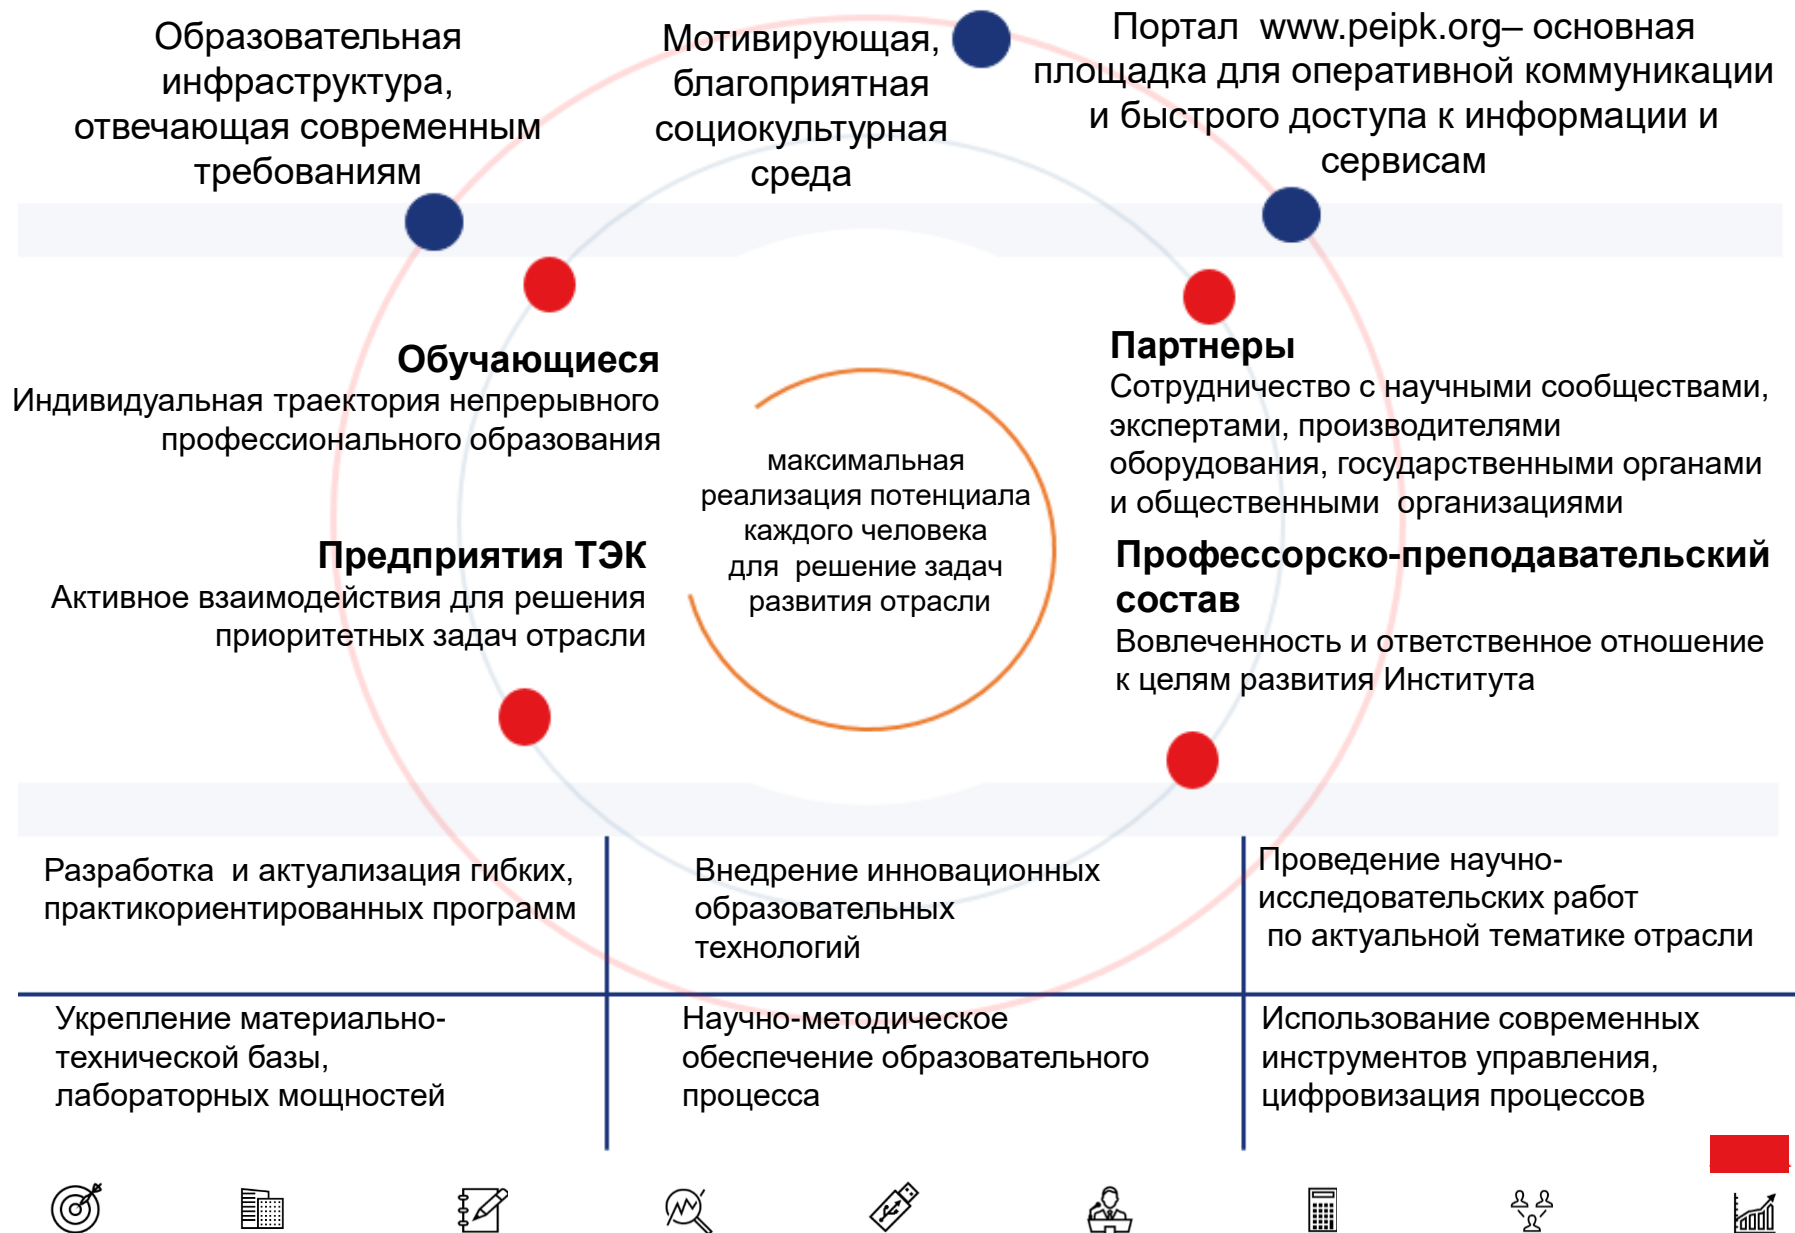 Образовательная
инфраструктура,
отвечающая современным
требованиям
Мотивирующая,
благоприятная
социокультурная
среда
Портал www.peipk.org– основная
площадка для оперативной коммуникации
и быстрого доступа к информации и
сервисам
Обучающиеся
Индивидуальная траектория непрерывного
профессионального образования
Партнеры
Сотрудничество с научными сообществами,
экспертами, производителями
оборудования, государственными органами
и общественными организациями
максимальная
реализация потенциала
каждого человека
для решение задач
развития отрасли
Предприятия ТЭК
Активное взаимодействия для решения
приоритетных задач отрасли
Профессорско-преподавательский
состав
Вовлеченность и ответственное отношение
к целям развития Института
Разработка и актуализация гибких,
практикориентированных программ
Внедрение инновационных
образовательных
технологий
Проведение научно-
исследовательских работ
по актуальной тематике отрасли
Укрепление материально-
технической базы,
лабораторных мощностей
Научно-методическое
обеспечение образовательного
процесса
Использование современных
инструментов управления,
цифровизация процессов